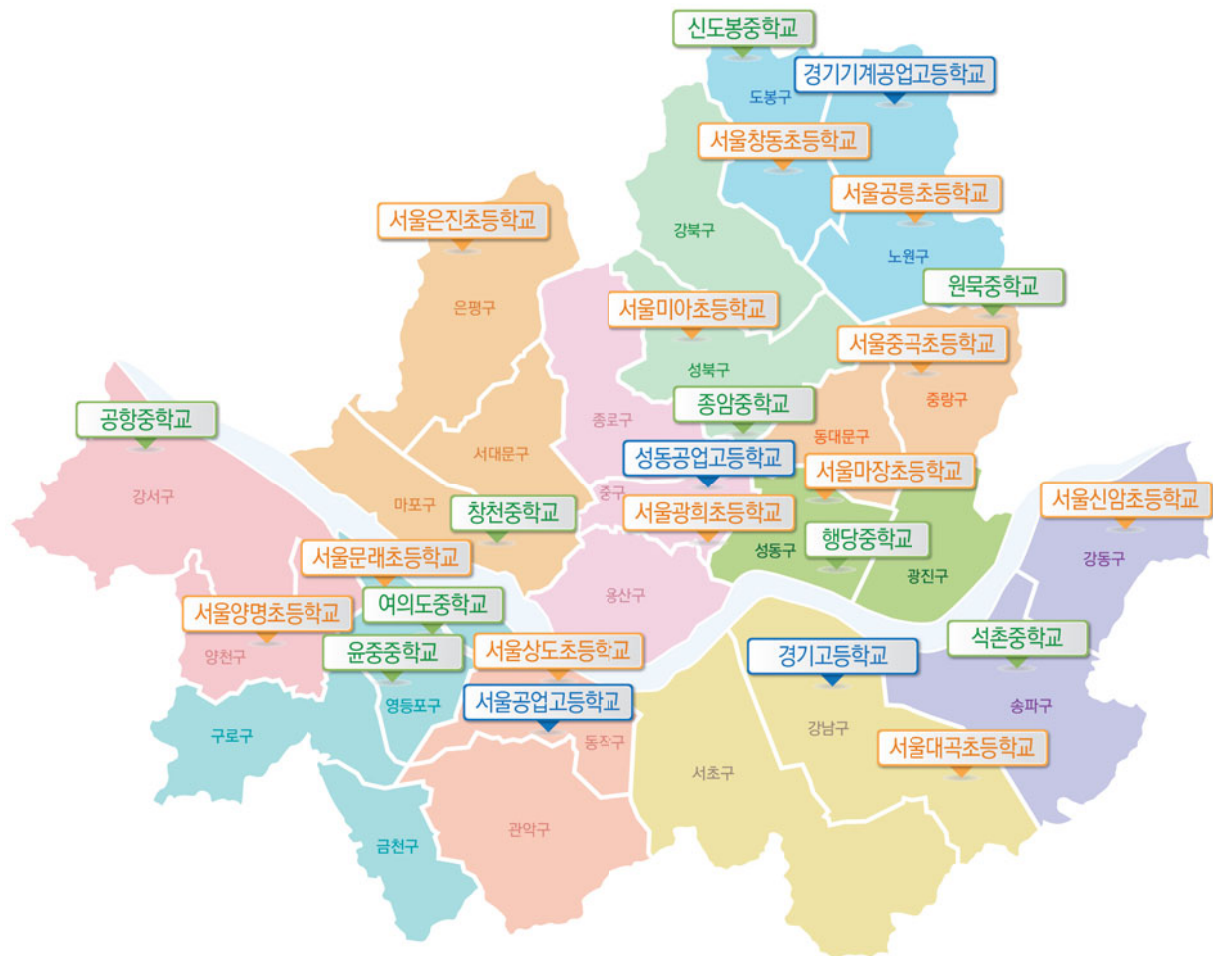 신도봉중학교
경기기계공업고등학교
도봉구
서울창동초등학교
서울공릉초등학교
서울은진초등학교
강북구
노원구
원묵중학교
은평구
서울미아초등학교
서울중곡초등학교
성북구
중랑구
공항중학교
종암중학교
종로구
동대문구
서대문구
성동공업고등학교
서울마장초등학교
강서구
중구
마포구
창천중학교
서울광희초등학교
서울신암초등학교
행당중학교
성동구
강동구
서울문래초등학교
광진구
용산구
서울양명초등학교
여의도중학교
석촌중학교
양천구
윤중중학교
서울상도초등학교
경기고등학교
영등포구
서울공업고등학교
송파구
구로구
동작구
강남구
서울대곡초등학교
서초구
관악구
금천구